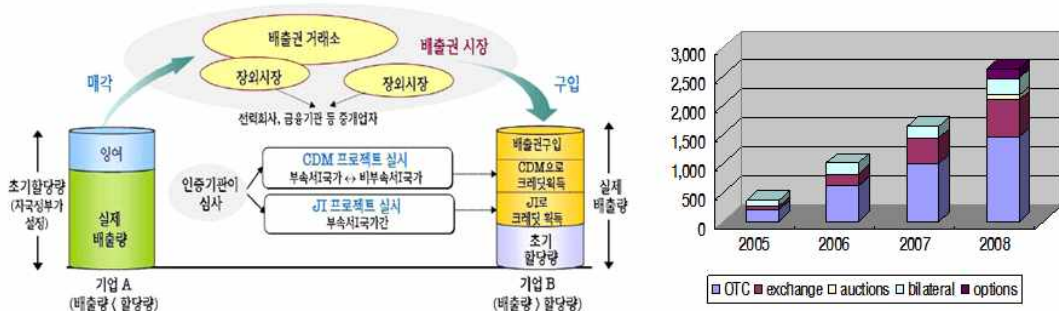 배출권 거래소
배출권 시장
매각
장외시장
장외시장
구입
전력회사, 금융기관 등 중개업자
잉여
초기할당량
(자국정부가
설정)
실제
배출량
인증기관이
심사
CDM 프로젝트 실시
부속서I국가 ↔ 비부속서I국가
JI 프로젝트 실시
부속서I국가간
배출권구입
CDM으로
크레딧획득
JI로
크레딧 획득
초기
할당량
실제
배출량
기업 A
(배출량 < 할당량)
기업 B
(배출량 > 할당량)
3,000
2,500
2,000
1,500
1,000
500
0
2005 2006 2007 2008
OTC exchange auctions bilateral options